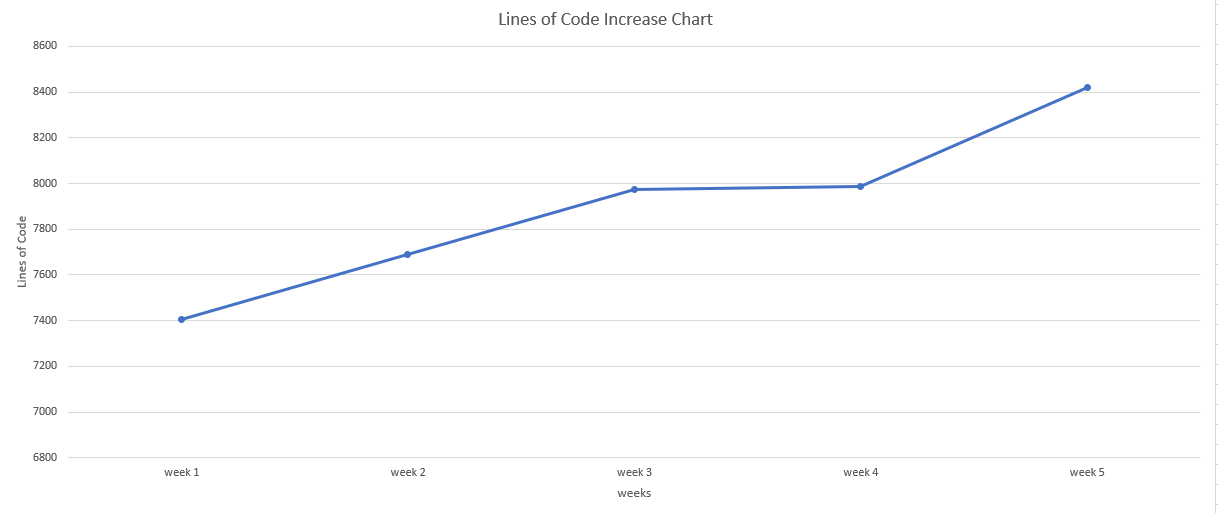 Lines of Code Increase Chart
8600
8400
8200
8000
7800
7600
7400
7200
7000
6800
Lines of Code
week 1
week 2
week 3
week 4
week 5
weeks